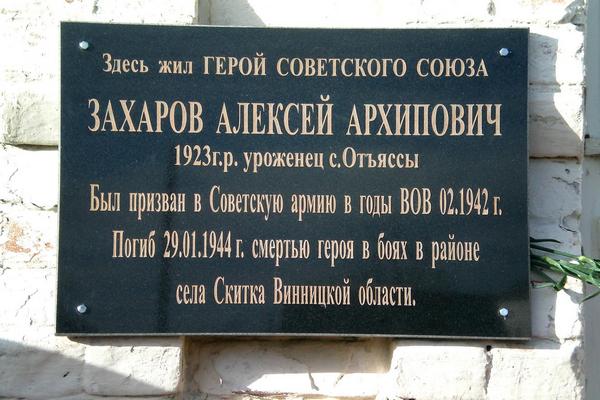 Здесь жил ГЕРОЙ СОВЕТСКОГО СОЮЗА
ЗАХАРОВ АЛЕКСЕЙ АРХИПОВИЧ
1923г.р. уроженец с.Отъяссы
Был призван в Советскую армию в годы ВОВ 02.1942 г.
Погиб 29.01.1944 г. смертью героя в боях в районе
села Скитка Винницкой области.